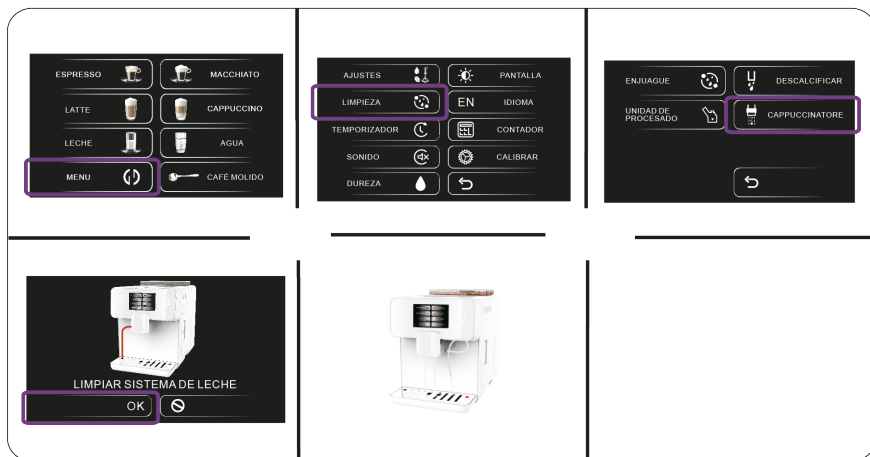 ESPRESSO
MACCHIATO
LATTE
CAPPUCCINO
LECHE
AGUA
MENU
CAFÉ MOLIDO
AJUSTES
PANTALLA
LIMPIEZA
EN IDIOMA
TEMPORIZADOR
CONTADOR
SONIDO
CALIBRAR
DUREZA
ENJUAGUE
DESCALCIFICAR
UNIDAD DE
PROCESADO
CAPPUCCINATORE
LIMPIAR SISTEMA DE LECHE
OK